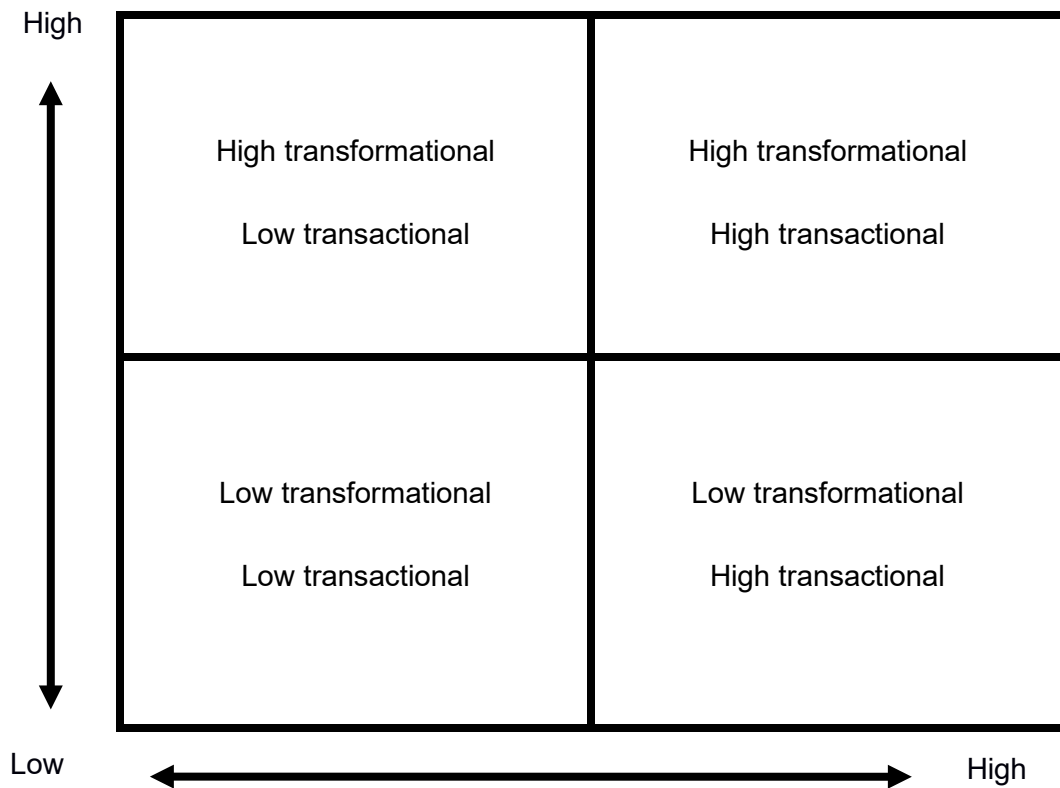 High
High transformational
High transformational
Low transactional
High transactional
Low transformational
Low transformational
Low transactional
High transactional
Low
High